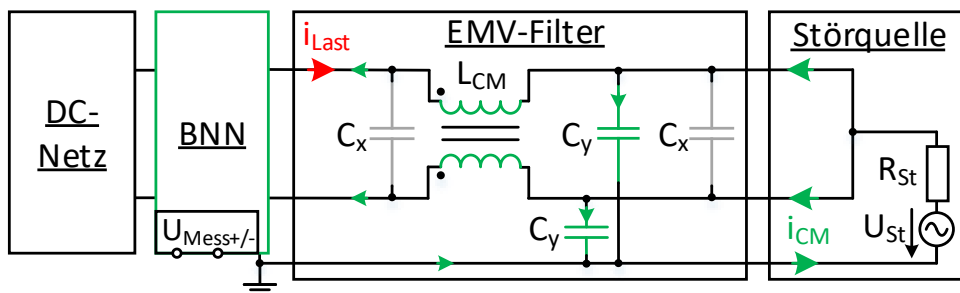 DC-
Netz
BNN
U_Mess+/-
EMV-Filter
i_Last
L_CM
C_x
C_y
C_x
C_y
Störquelle
R_St
U_St
i_CM